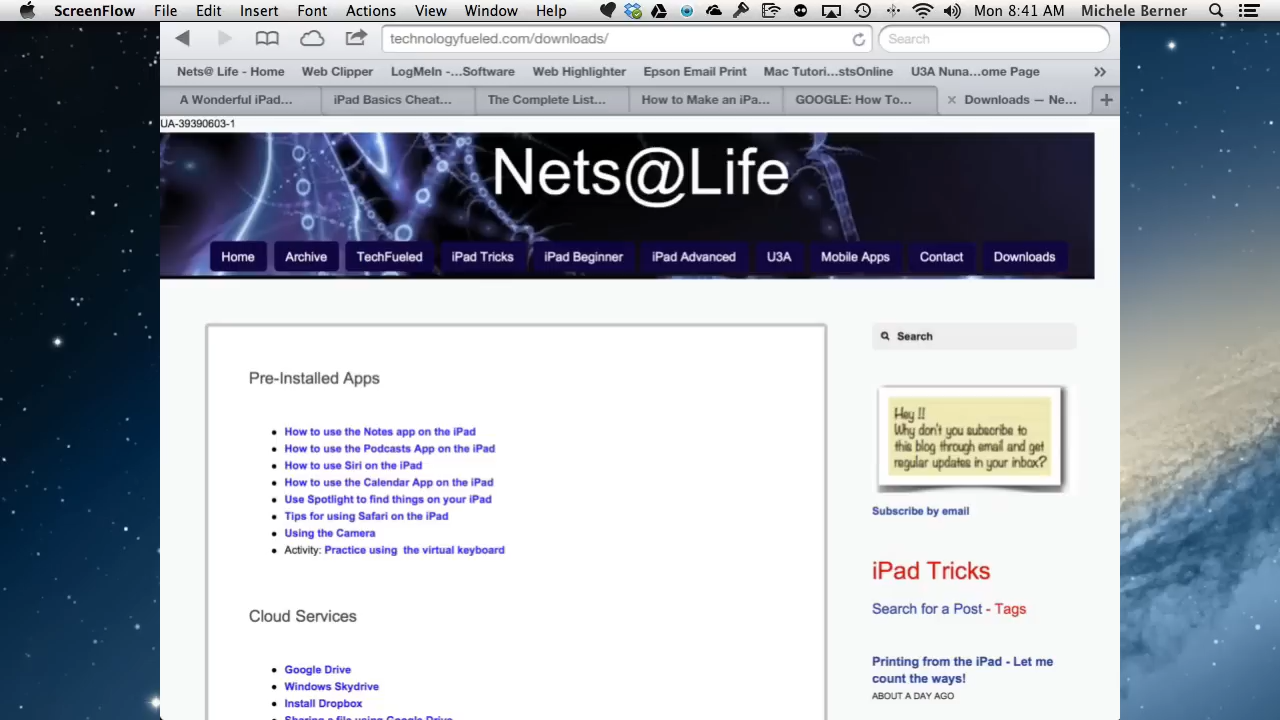 ScreenFlow File Edit Insert Font Actions View Window Help Mon 8:41 AM Michele Berner
technologyfueled.com/downloads/ Search
Nets@ Life - Home Web Clipper LogMeIn -...Software Web Highlighter Epson Email Print Mac Tutori...stsOnline U3A Nuna...ome Page
A Wonderful iPad... iPad Basics Cheat... The Complete List... How to Make an iPa... GOOGLE: How To... Downloads — Ne...
UA-39390603-1
Nets@Life
Home Archive TechFueled iPad Tricks iPad Beginner iPad Advanced U3A Mobile Apps Contact Downloads
Pre-Installed Apps
How to use the Notes app on the iPad
How to use the Podcasts App on the iPad
How to use Siri on the iPad
How to use the Calendar App on the iPad
Use Spotlight to find things on your iPad
Tips for using Safari on the iPad
Using the Camera
Activity: Practice using the virtual keyboard
Cloud Services
Google Drive
Windows Skydrive
Install Dropbox
Sharing a file using Google Drive
Search
Hey !!
Why don't you subscribe to
this blog through email and get
regular updates in your inbox?
Subscribe by email
iPad Tricks
Search for a Post - Tags
Printing from the iPad - Let me
count the ways!
ABOUT A DAY AGO